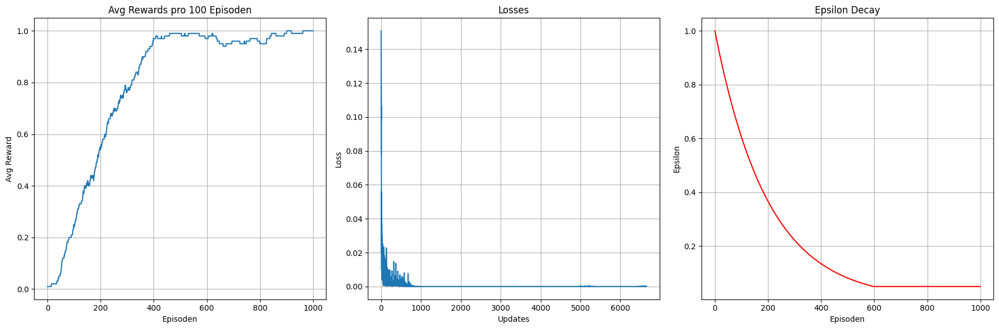 Avg Rewards pro 100 Episoden
1.0
0.8
0.6
0.4
0.2
0.0
Avg Reward
0 200 400 600 800 1000
Episoden
Losses
0.14
0.12
0.10
0.08
0.06
0.04
0.02
0.00
Loss
0 1000 2000 3000 4000 5000 6000
Updates
Epsilon Decay
1.0
0.8
0.6
0.4
0.2
Epsilon
0 200 400 600 800 1000
Episoden